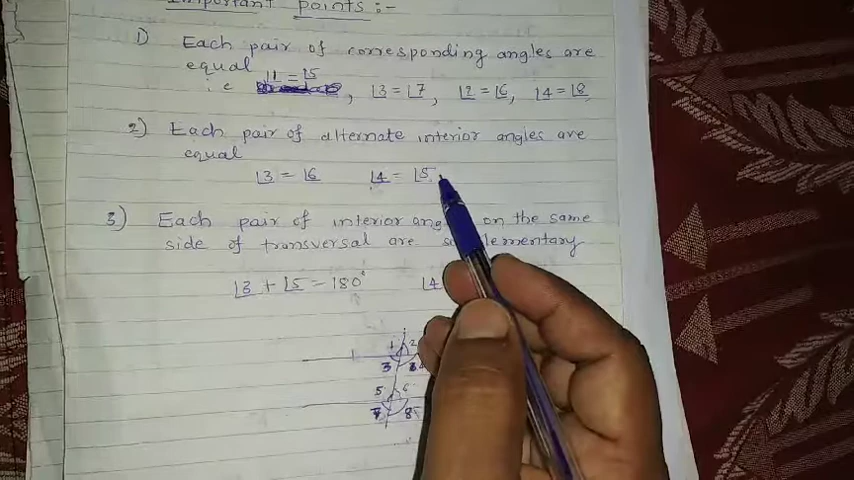 Important Points :-
1) Each pair of corresponding angles are
equal ∠1 = ∠5
i.e , ∠3 = ∠7, ∠2 = ∠6, ∠4 = ∠8
2) Each pair of alternate interior angles are
equal
∠3 = ∠6 ∠4 = ∠5
3) Each pair of interior on the same
side of transversal are
∠3 + ∠5 = 180° ∠4
1 2
3
5 6
7 8